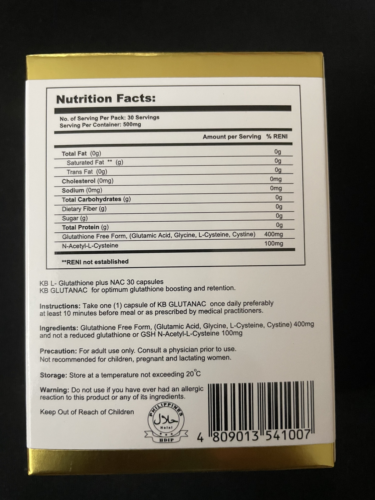 Nutrition Facts:
No. of Serving Per Pack: 30 Servings
Serving Per Container: 500mg
Amount per Serving % RENI
Total Fat (0g) 0g
Saturated Fat ** (g) 0g
Trans Fat (0g) 0g
Cholesterol (0mg) 0mg
Sodium (0mg) 0mg
Total Carbohydrates (g) 0g
Dietary Fiber (g) 0g
Sugar (g) 0g
Total Protein (g) 0g
Glutathione Free Form, (Glutamic Acid, Glycine, L-Cysteine, Cystine) 400mg
N-Acetyl-L-Cysteine 100mg
**RENI not established
KB L- Glutathione plus NAC 30 capsules
KB GLUTANAC for optimum glutathione boosting and retention.
Instructions: Take one (1) capsule of KB GLUTANAC once daily preferably
at least 10 minutes before meal or as prescribed by medical practitioners.
Ingredients: Glutathione Free Form, (Glutamic Acid, Glycine, L-Cysteine, Cystine) 400mg
and not a reduced glutathione or GSH N-Acetyl-L-Cysteine 100mg
Precaution: For adult use only. Consult a physician prior to use.
Not recommended for children, pregnant and lactating women.
Storage: Store at a temperature not exceeding 20°C
Warning: Do not use if you have ever had an allergic
reaction to this product or any of its ingredients.
Keep Out of Reach of Children
PHILIPPINES
حلال
Halal
IDCP
4 809013 541007